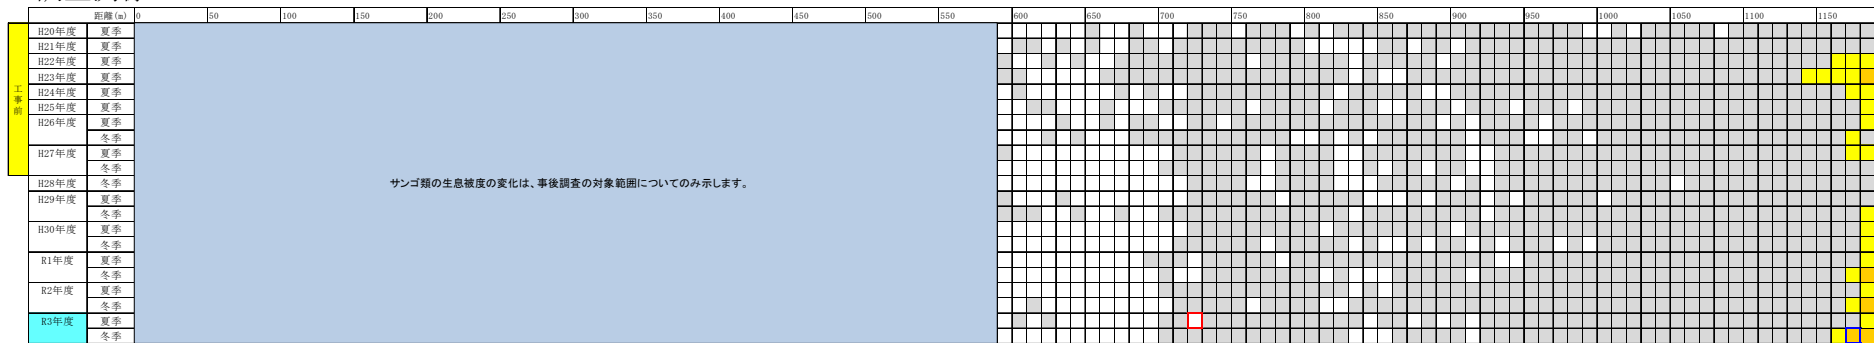 距離(m) 0 50 100 150 200 250 300 350 400 450 500 550 600 650 700 750 800 850 900 950 1000 1050 1100 1150
工事前
H20年度 夏季
H21年度 夏季
H22年度 夏季
H23年度 夏季
H24年度 夏季
H25年度 夏季
H26年度 夏季
冬季
H27年度 夏季
冬季
H28年度 冬季
サンゴ類の生息被度の変化は、事後調査の対象範囲についてのみ示します。
H29年度 夏季
冬季
H30年度 夏季
冬季
R1年度 夏季
冬季
R2年度 夏季
冬季
R3年度 夏季
冬季